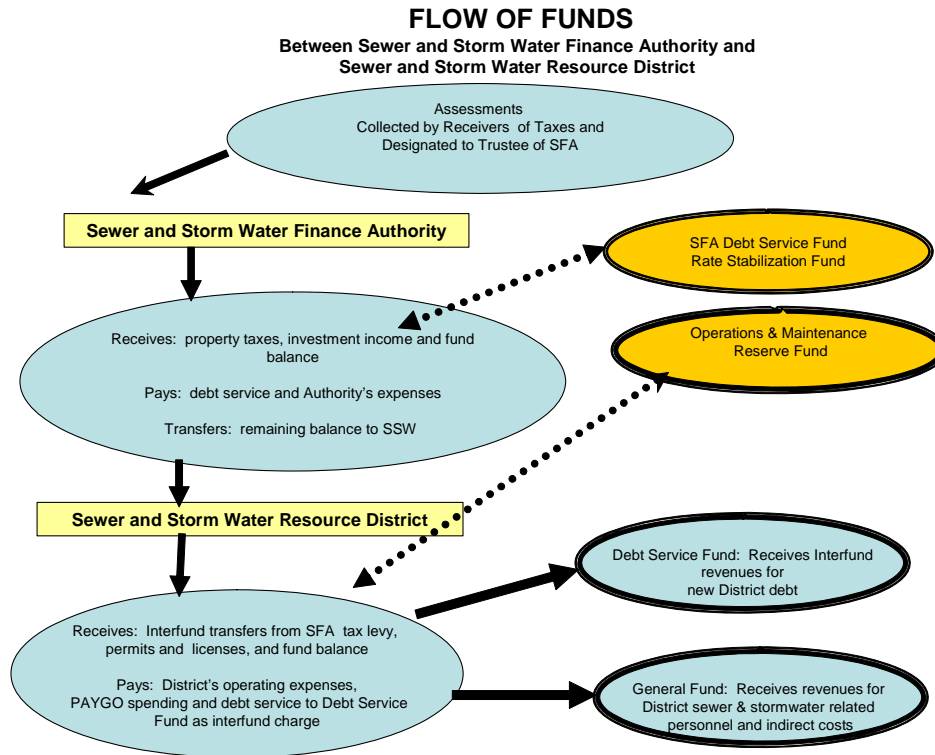 FLOW OF FUNDS
Between Sewer and Storm Water Finance Authority and
Sewer and Storm Water Resource District
Assessments
Collected by Receivers of Taxes and
Designated to Trustee of SFA
Sewer and Storm Water Finance Authority
SFA Debt Service Fund
Rate Stabilization Fund
Receives: property taxes, investment income and fund
balance
Pays: debt service and Authority's expenses
Transfers: remaining balance to SSW
Operations & Maintenance
Reserve Fund
Sewer and Storm Water Resource District
Debt Service Fund: Receives Interfund
revenues for
new District debt
Receives: Interfund transfers from SFA tax levy,
permits and licenses, and fund balance
Pays: District's operating expenses,
PAYGO spending and debt service to Debt Service
Fund as interfund charge
General Fund: Receives revenues for
District sewer & stormwater related
personnel and indirect costs